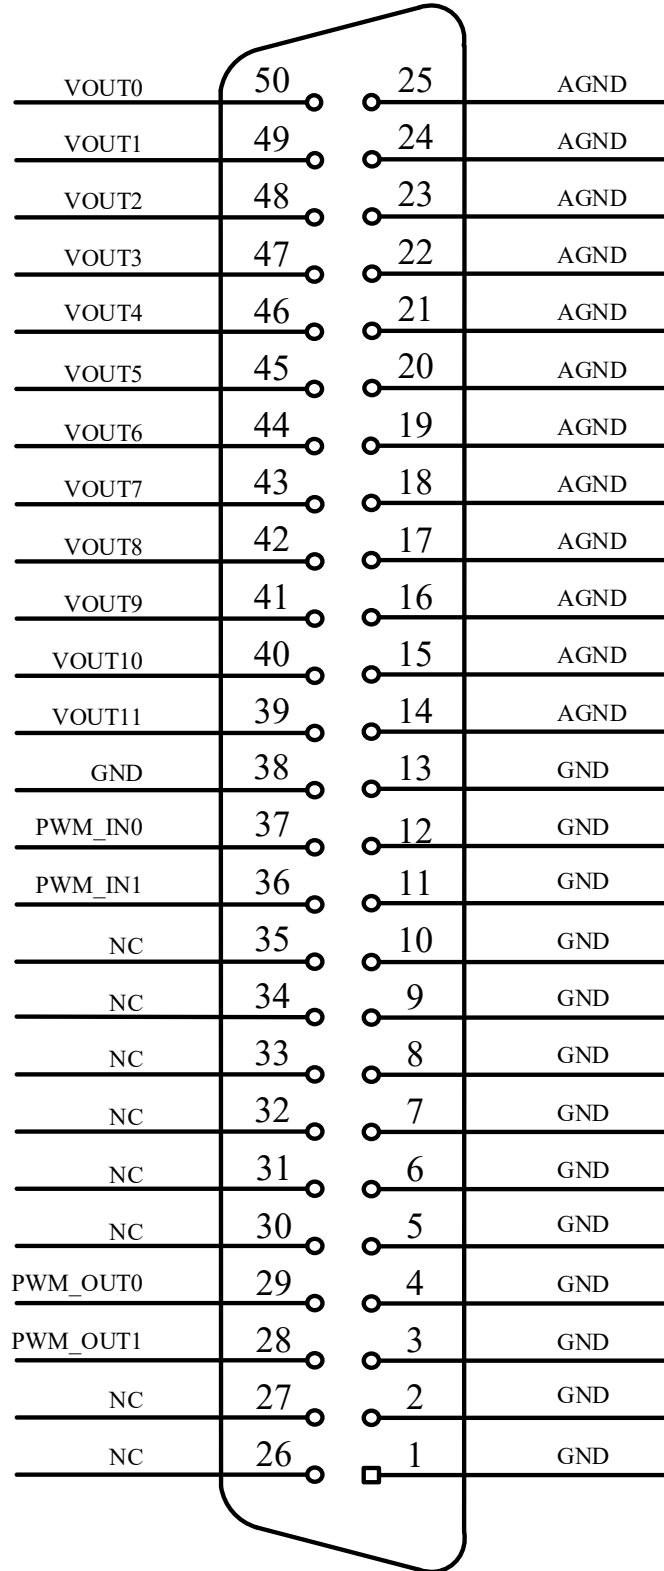 VOUT0 50 25 AGND
VOUT1 49 24 AGND
VOUT2 48 23 AGND
VOUT3 47 22 AGND
VOUT4 46 21 AGND
VOUT5 45 20 AGND
VOUT6 44 19 AGND
VOUT7 43 18 AGND
VOUT8 42 17 AGND
VOUT9 41 16 AGND
VOUT10 40 15 AGND
VOUT11 39 14 AGND
GND 38 13 GND
PWM_IN0 37 12 GND
PWM_IN1 36 11 GND
NC 35 10 GND
NC 34 9 GND
NC 33 8 GND
NC 32 7 GND
NC 31 6 GND
NC 30 5 GND
PWM_OUT0 29 4 GND
PWM_OUT1 28 3 GND
NC 27 2 GND
NC 26 1 GND